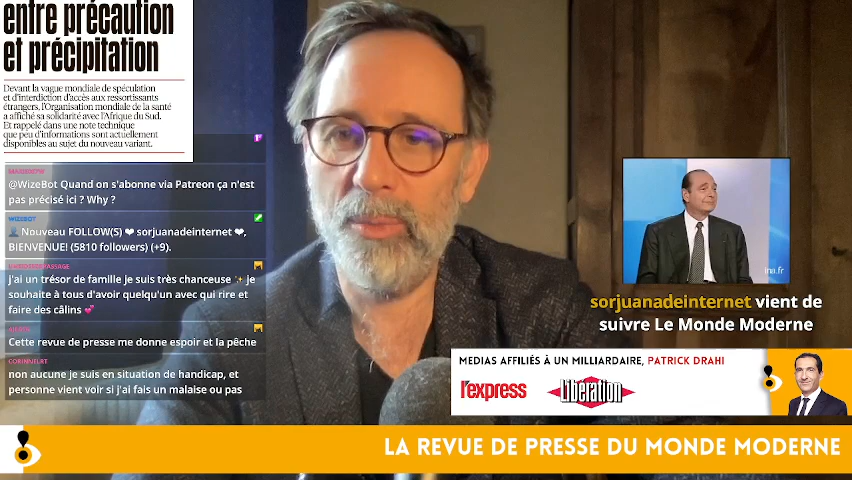 entre précaution
et précipitation
Devant la vague mondiale de spéculation
et d'interdiction d'accès aux ressortissants
étrangers, l'Organisation mondiale de la santé
a affiché sa solidarité avec l'Afrique du Sud.
Et rappelé dans une note technique
que peu d'informations sont actuellement
disponibles au sujet du nouveau variant.
@WizeBot Quand on s'abonne via Patreon ça n'est
pas précisé ici ? Why ?
WIZEBOT
Nouveau FOLLOW(S) ❤ sorjuanadeinternet ❤,
BIENVENUE! (5810 followers) (+9).
j'ai un trésor de famille je suis très chanceuse ✨ je
souhaite à tous d'avoir quelqu'un avec qui rire et
faire des câlins 💕
Cette revue de presse me donne espoir et la pêche
non aucune je suis en situation de handicap, et
personne vient voir si j'ai fais un malaise ou pas
ina.fr
sorjuanadeinternet vient de
suivre Le Monde Moderne
MEDIAS AFFILIÉS À UN MILLIARDAIRE, PATRICK DRAHI
l'express
Libération
LA REVUE DE PRESSE DU MONDE MODERNE